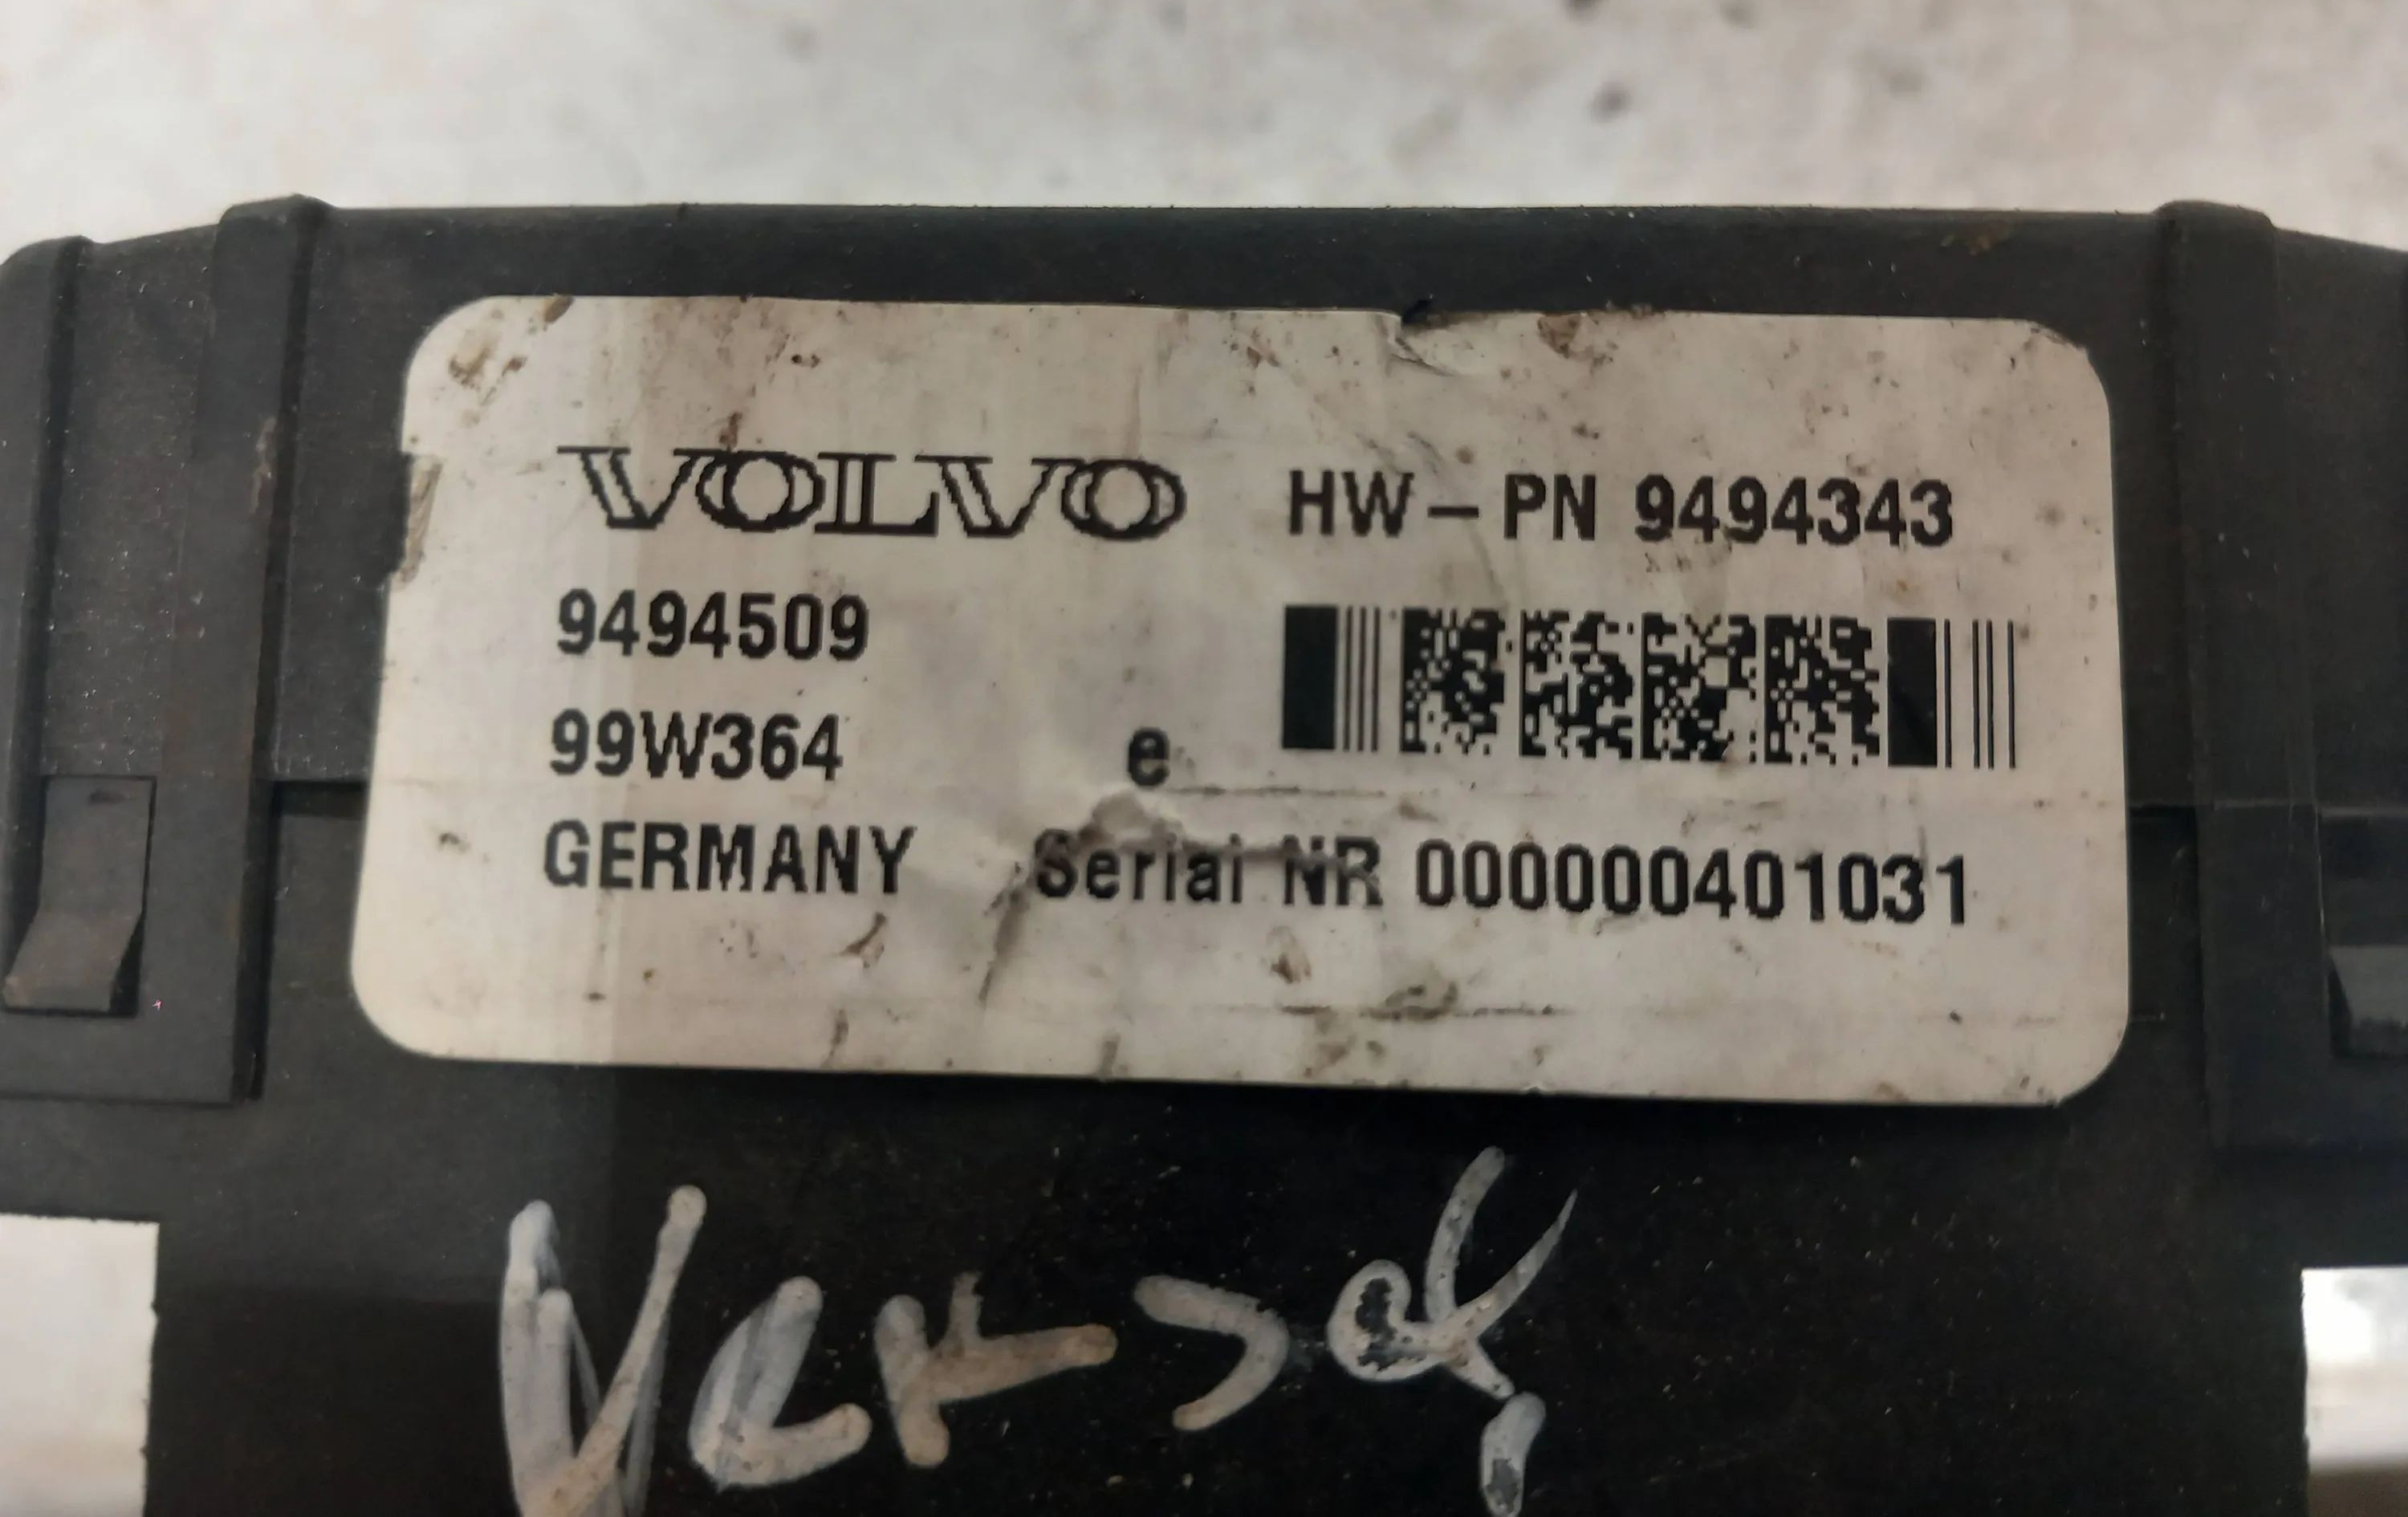 VOLVO
HW-PN 9494343
9494509
99W364
e
GERMANY
Serial NR 000000401031